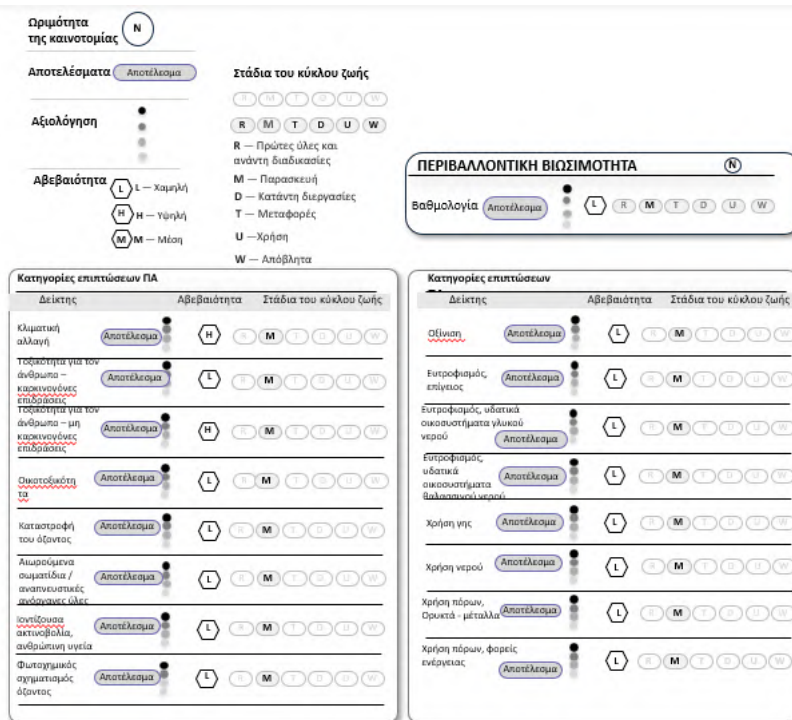 Ωριμότητα
της καινοτομίας
N
Αποτελέσματα
Αποτέλεσμα
Αξιολόγηση
Αβεβαιότητα
L L — Χαμηλή
H H — Υψηλή
M M — Μέση
Στάδια του κύκλου ζωής
R M T D U W
R M T D U W
R — Πρώτες ύλες και
ανάντη διαδικασίες
M — Παρασκευή
D — Κατάντη διεργασίες
T — Μεταφορές
U —Χρήση
W — Απόβλητα
ΠΕΡΙΒΑΛΛΟΝΤΙΚΗ ΒΙΩΣΙΜΟΤΗΤΑ N
Βαθμολογία Αποτέλεσμα L R M T D U W
Κατηγορίες επιπτώσεων ΠΑ
Δείκτης Αβεβαιότητα Στάδια του κύκλου ζωής
Κλιματική
αλλαγή
Αποτέλεσμα H R M T D U W
Τοξικότητα για τον
άνθρωπο –
καρκινογόνες
επιδράσεις
Αποτέλεσμα L R M T D U W
Τοξικότητα για τον
άνθρωπο – μη
καρκινογόνες
επιδράσεις
Αποτέλεσμα H R M T D U W
Οικοτοξικότη
τα
Αποτέλεσμα L R M T D U W
Καταστροφή
του όζοντος
Αποτέλεσμα L R M T D U W
Αιωρούμενα
σωματίδια /
αναπνευστικές
ανόργανες ύλες
Αποτέλεσμα L R M T D U W
Ιοντίζουσα
ακτινοβολία,
ανθρώπινη υγεία
Αποτέλεσμα L R M T D U W
Φωτοχημικός
σχηματισμός
όζοντος
Αποτέλεσμα L R M T D U W
Κατηγορίες επιπτώσεων
Δείκτης Αβεβαιότητα Στάδια του κύκλου ζωής
Οξίνιση
Αποτέλεσμα L R M T D U W
Ευτροφισμός,
επίγειος
Αποτέλεσμα L R M T D U W
Ευτροφισμός, υδατικά
οικοσυστήματα γλυκού
νερού
Αποτέλεσμα L R M T D U W
Ευτροφισμός,
υδατικά
οικοσυστήματα
θαλασσινού νερού
Αποτέλεσμα L R M T D U W
Χρήση γης
Αποτέλεσμα L R M T D U W
Χρήση νερού
Αποτέλεσμα L R M T D U W
Χρήση πόρων,
Ορυκτά - μέταλλα
Αποτέλεσμα L R M T D U W
Χρήση πόρων, φορείς
ενέργειας
Αποτέλεσμα L R M T D U W